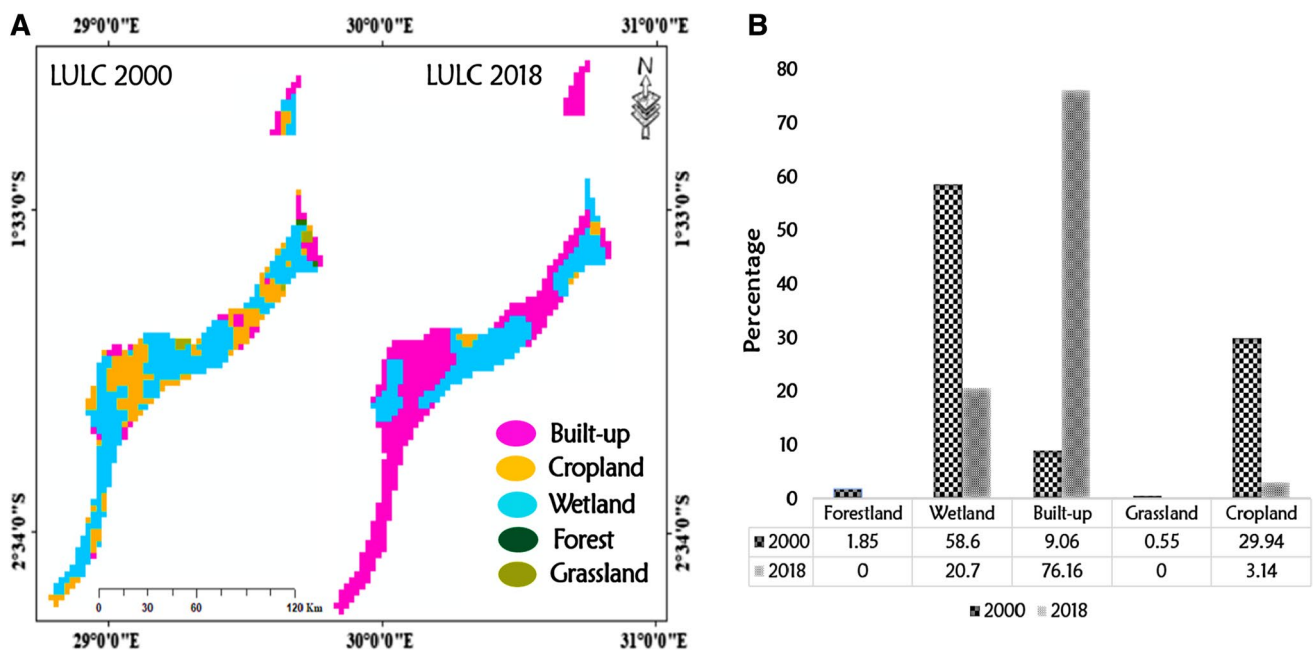 A
29°0'0"E 30°0'0"E 31°0'0"E
LULC 2000
LULC 2018
N
1°33'0"S
1°33'0"S
2°34'0"S
2°34'0"S
Built-up
Cropland
Wetland
Forest
Grassland
0 30 60 120 Km
29°0'0"E 30°0'0"E 31°0'0"E
B
Percentage
80
70
60
50
40
30
20
10
0
Forestland Wetland Built-up Grassland Cropland
2000 1.85 58.6 9.06 0.55 29.94
2018 0 20.7 76.16 0 3.14
2000 2018